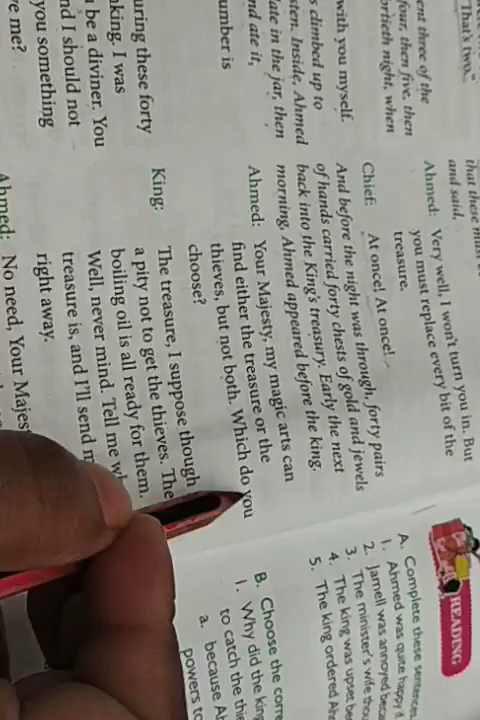 "That's two,"
ent three of the
four, then five, then
ortieth night, when
with you myself.
s climbed up to
sten. Inside, Ahmed
late in the jar, then
nd ate it,
umber is
uring these forty
king. I was
be a diviner. You
nd I should not
you something
re me?
that these
and said,
Ahmed: Very well, I won't turn you in. But
you must replace every bit of the
treasure.
Chief: At once! At once!
And before the night was through, forty pairs
of hands carried forty chests of gold and jewels
back into the King's treasury. Early the next
morning, Ahmed appeared before the king.
Ahmed: Your Majesty, my magic arts can
find either the treasure or the
thieves, but not both. Which do you
choose?
King: The treasure, I suppose though
a pity not to get the thieves. The
boiling oil is all ready for them.
Well, never mind. Tell me
treasure is, and I'll send
right away.
Ahmed: No need, Your Majes
READING
A. Complete these sentences
1. Ahmed was quite happy
2. Jamell was annoyed beca
3. The minister's wife tho
4. The king was upset be
5. The king ordered Ah
B. Choose the corre
1. Why did the king
to catch the thi
a. because Ah
powers to